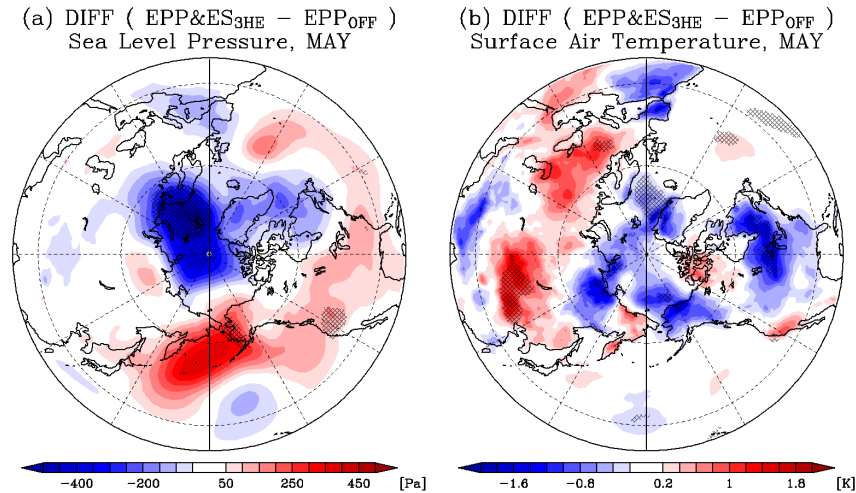 (a) DIFF ( EPP&ES3HE − EPPOFF )
Sea Level Pressure, MAY
−400 −200 50 250 450 [Pa]
(b) DIFF ( EPP&ES3HE − EPPOFF )
Surface Air Temperature, MAY
−1.6 −0.8 0.2 1 1.8 [K]